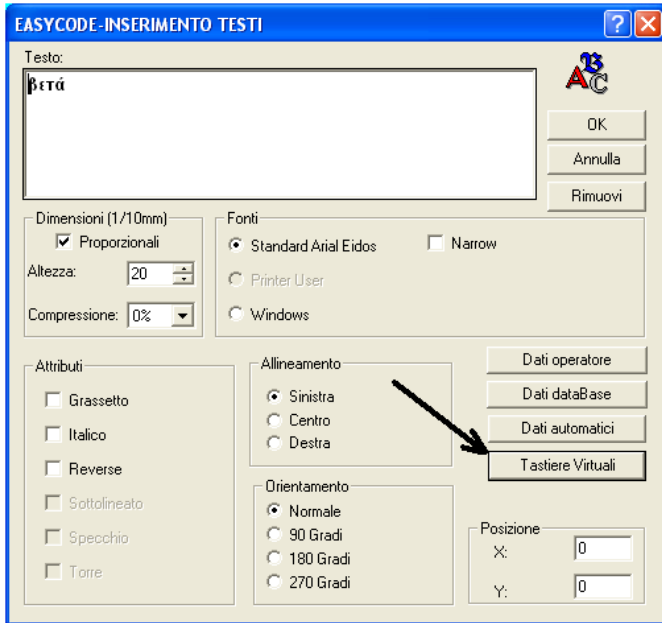 EASYCODE-INSERIMENTO TESTI
Testo:
βετά
ABC
OK
Annulla
Rimuovi
Dimensioni (1/10mm)
Proporzionali
Altezza: 20
Compressione: 0%
Fonti
Standard Arial Eidos
Narrow
Printer User
Windows
Attributi
Grassetto
Italico
Reverse
Sottolineato
Specchio
Torre
Allineamento
Sinistra
Centro
Destra
Orientamento
Normale
90 Gradi
180 Gradi
270 Gradi
Dati operatore
Dati dataBase
Dati automatici
Tastiere Virtuali
Posizione
X: 0
Y: 0